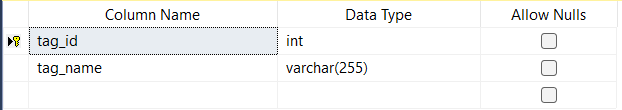 Column Name Data Type Allow Nulls
tag_id int
tag_name varchar(255)